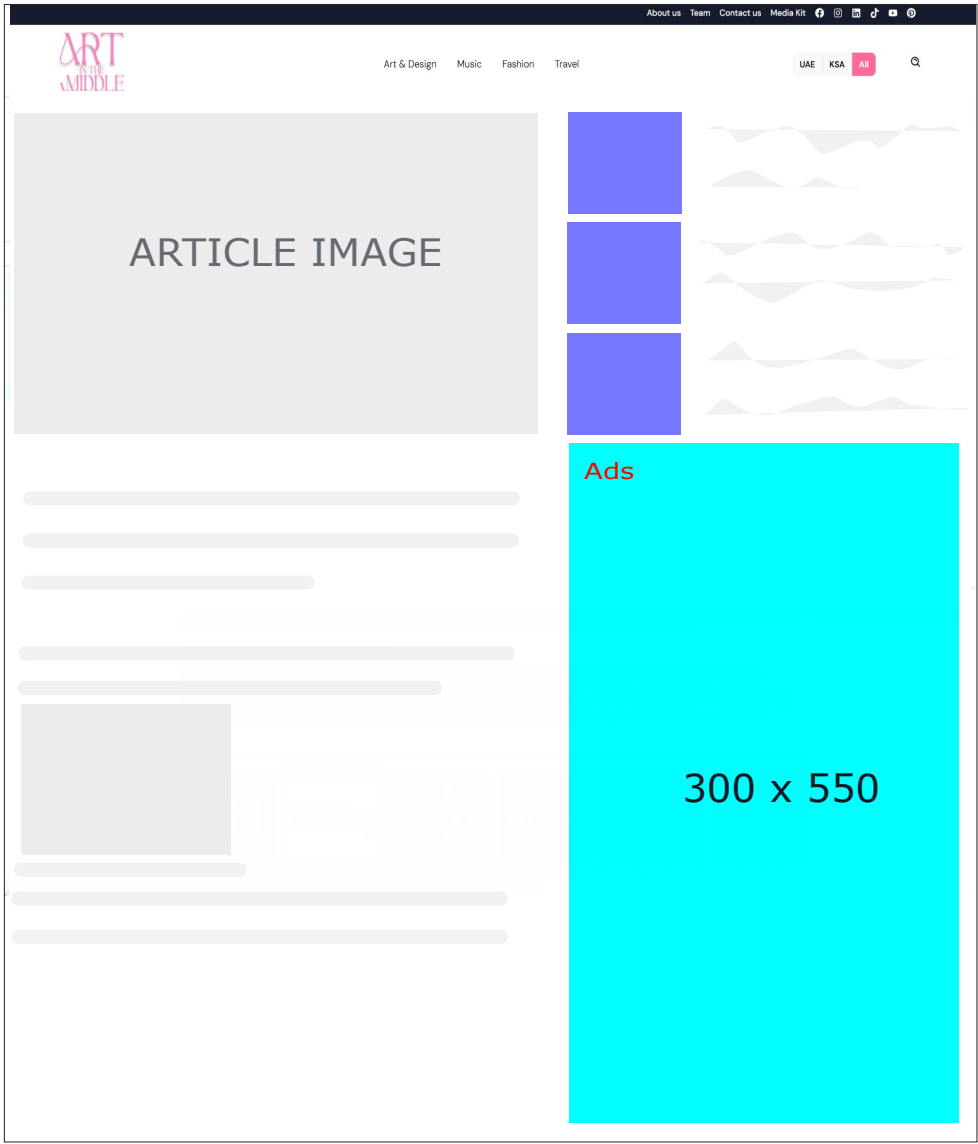 About us Team Contact us Media Kit
ART
IN THE
MIDDLE
Art & Design Music Fashion Travel
UAE KSA All
ARTICLE IMAGE
Ads
300 x 550